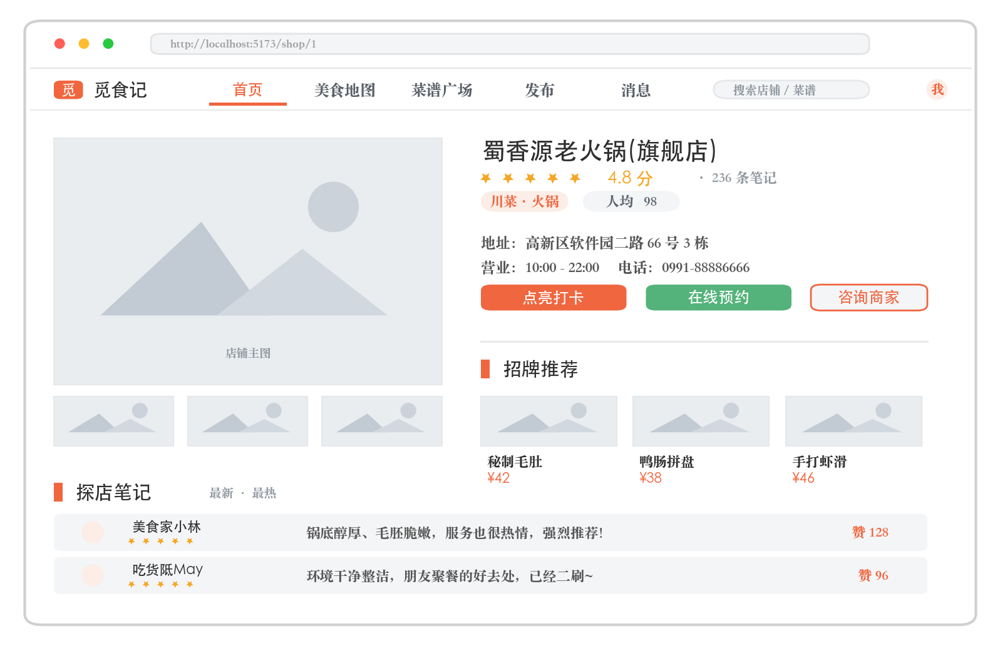 http://localhost:5173/shop/1
觅 觅食记 首页 美食地图 菜谱广场 发布 消息 搜索店铺 / 菜谱 我
蜀香源老火锅(旗舰店)
★ ★ ★ ★ ★ 4.8 分 · 236 条笔记
川菜 · 火锅 人均 98
地址：高新区软件园二路 66 号 3 栋
营业：10:00 - 22:00 电话：0991-88886666
点亮打卡 在线预约 咨询商家
店铺主图
招牌推荐
秘制毛肚 鸭肠拼盘 手打虾滑
¥42 ¥38 ¥46
探店笔记 最新 · 最热
美食家小林
★ ★ ★ ★ ★
锅底醇厚、毛胚脆嫩，服务也很热情，强烈推荐！
赞 128
吃货阺May
★ ★ ★ ★ ★
环境干净整洁，朋友聚餐的好去处，已经二刷~
赞 96